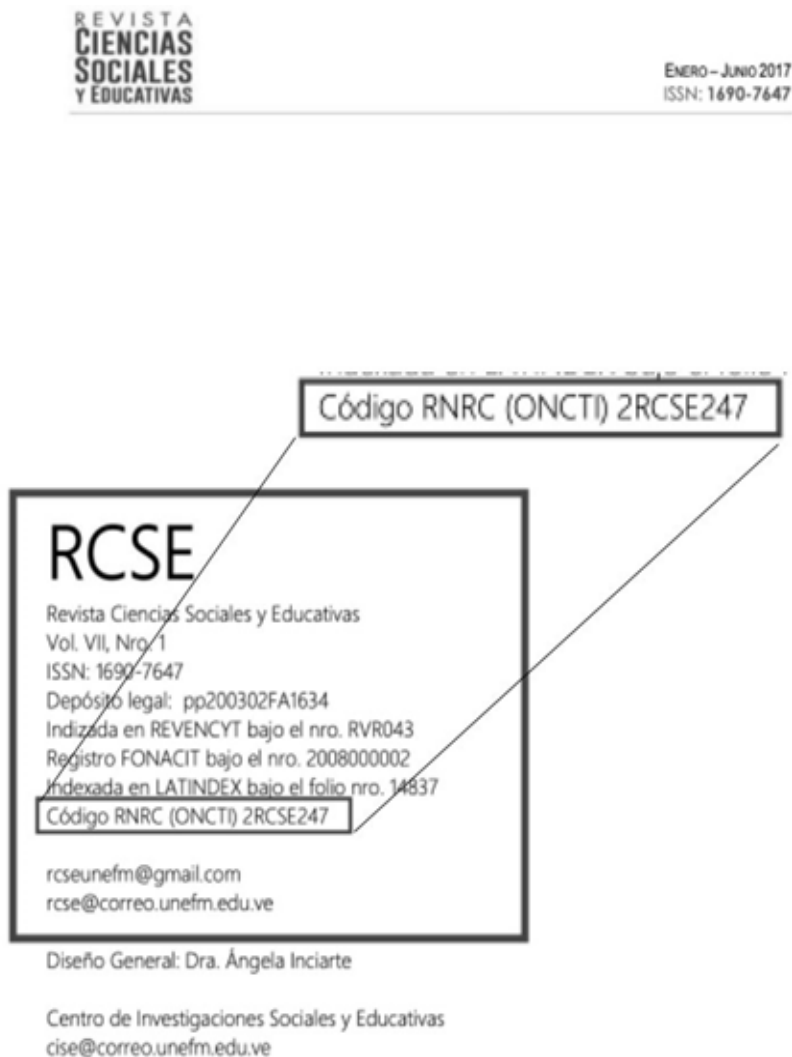 REVISTA
CIENCIAS
SOCIALES
Y EDUCATIVAS
ENERO – JUNIO 2017
ISSN: 1690-7647
Código RNRC (ONCTI) 2RCSE247
RCSE
Revista Ciencias Sociales y Educativas
Vol. VII, Nro. 1
ISSN: 1690-7647
Depósito legal: pp200302FA1634
Indizada en REVENCYT bajo el nro. RVR043
Registro FONACIT bajo el nro. 2008000002
Indexada en LATINDEX bajo el folio nro. 14837
Código RNRC (ONCTI) 2RCSE247
rcseunefm@gmail.com
rcse@correo.unefm.edu.ve
Diseño General: Dra. Ángela Inciarte
Centro de Investigaciones Sociales y Educativas
cise@correo.unefm.edu.ve